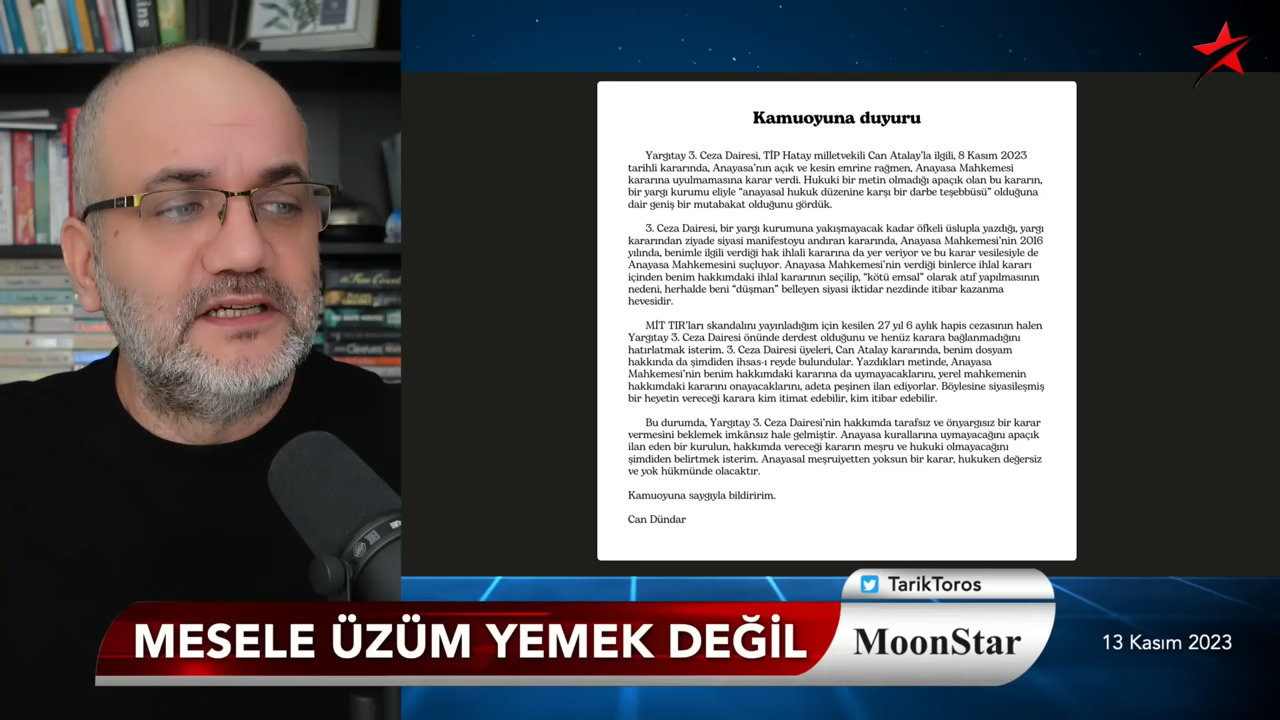 Kamuoyuna duyuru
Yargıtay 3. Ceza Dairesi, TİP Hatay milletvekili Can Atalay'la ilgili, 8 Kasım 2023
tarihli kararında, Anayasa'nın açık ve kesin emrine rağmen, Anayasa Mahkemesi
kararına uyulmamasına karar verdi. Hukuki bir metin olmadığı apaçık olan bu kararın,
bir yargı kurumu eliyle “anayasal hukuk düzenine karşı bir darbe teşebbüsü” olduğuna
dair geniş bir mutabakat olduğunu gördük.
3. Ceza Dairesi, bir yargı kurumuna yakışmayacak kadar öfkeli üslupla yazdığı, yargı
kararından ziyade siyasi manifestoyu andıran kararında, Anayasa Mahkemesi'nin 2016
yılında, benimle ilgili verdiği hak ihlali kararına da yer veriyor ve bu karar vesilesiyle de
Anayasa Mahkemesini suçluyor. Anayasa Mahkemesi'nin verdiği binlerce ihlal kararı
içinden benim hakkımdaki ihlal kararının seçilip, “kötü emsal” olarak atıf yapılmasının
nedeni, herhalde beni “düşman” belleyen siyasi iktidar nezdinde itibar kazanma
hevesidir.
MİT TIR'ları skandalını yayınladığım için kesilen 27 yıl 6 aylık hapis cezasının halen
Yargıtay 3. Ceza Dairesi önünde derdest olduğunu ve henüz karara bağlanmadığını
hatırlatmak isterim. 3. Ceza Dairesi üyeleri, Can Atalay kararında, benim dosyam
hakkında da şimdiden ihsas-ı reyde bulundular. Yazdıkları metinde, Anayasa
Mahkemesi'nin benim hakkımdaki kararına da uymayacaklarını, yerel mahkemenin
hakkımdaki kararını onayacaklarını, adeta peşinen ilan ediyorlar. Böylesine siyasileşmiş
bir heyetin vereceği karara kim itimat edebilir, kim itibar edebilir.
Bu durumda, Yargıtay 3. Ceza Dairesi'nin hakkımda tarafsız ve önyargısız bir karar
vermesini beklemek imkânsız hale gelmiştir. Anayasa kurallarına uymayacağını apaçık
ilan eden bir kurulun, hakkımda vereceği kararın meşru ve hukuki olmayacağını
şimdiden belirtmek isterim. Anayasal meşruiyetten yoksun bir karar, hukuken değersiz
ve yok hükmünde olacaktır.
Kamuoyuna saygıyla bildiririm.
Can Dündar
TarikToros
MESELE ÜZÜM YEMEK DEĞİL
MoonStar
13 Kasım 2023